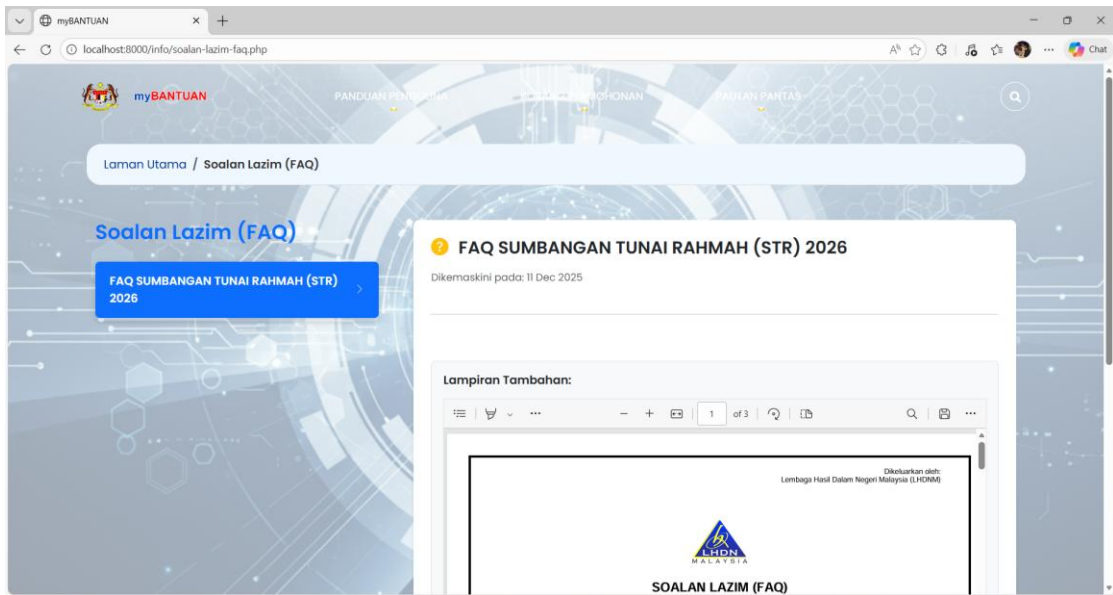 myBANTUAN
localhost:8000/info/soalan-lazim-faq.php
Chat
myBANTUAN
PANDUAN PENGGUNA
PAUTAN PANTAS
Laman Utama / Soalan Lazim (FAQ)
Soalan Lazim (FAQ)
FAQ SUMBANGAN TUNAI RAHMAH (STR)
2026
FAQ SUMBANGAN TUNAI RAHMAH (STR) 2026
Dikemaskini pada: 11 Dec 2025
Lampiran Tambahan:
1 of 3
Dikeluarkan oleh:
Lembaga Hasil Dalam Negeri Malaysia (LHDNM)
LHDN
MALAYSIA
SOALAN LAZIM (FAQ)